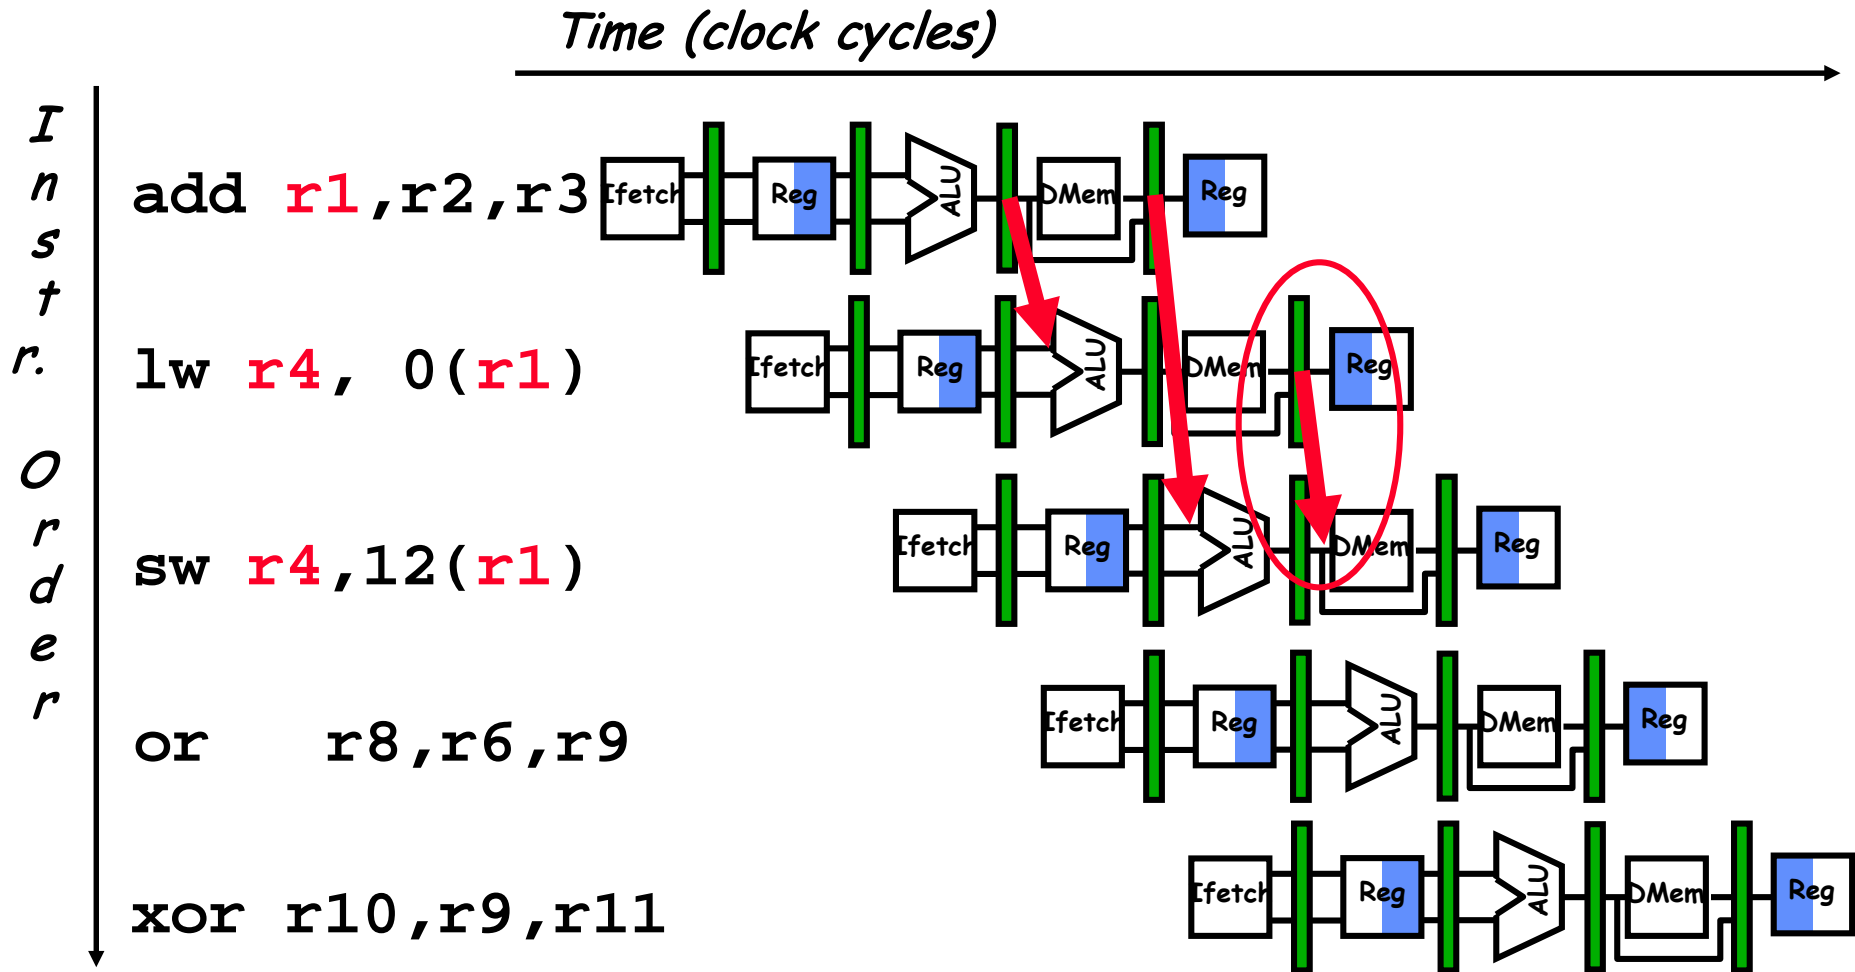 Time (clock cycles)
Instr. Order
add r1,r2,r3 Ifetch Reg ALU DMem Reg
lw r4, 0(r1) Ifetch Reg ALU DMem Reg
sw r4,12(r1) Ifetch Reg ALU DMem Reg
or r8,r6,r9 Ifetch Reg ALU DMem Reg
xor r10,r9,r11 Ifetch Reg ALU DMem Reg